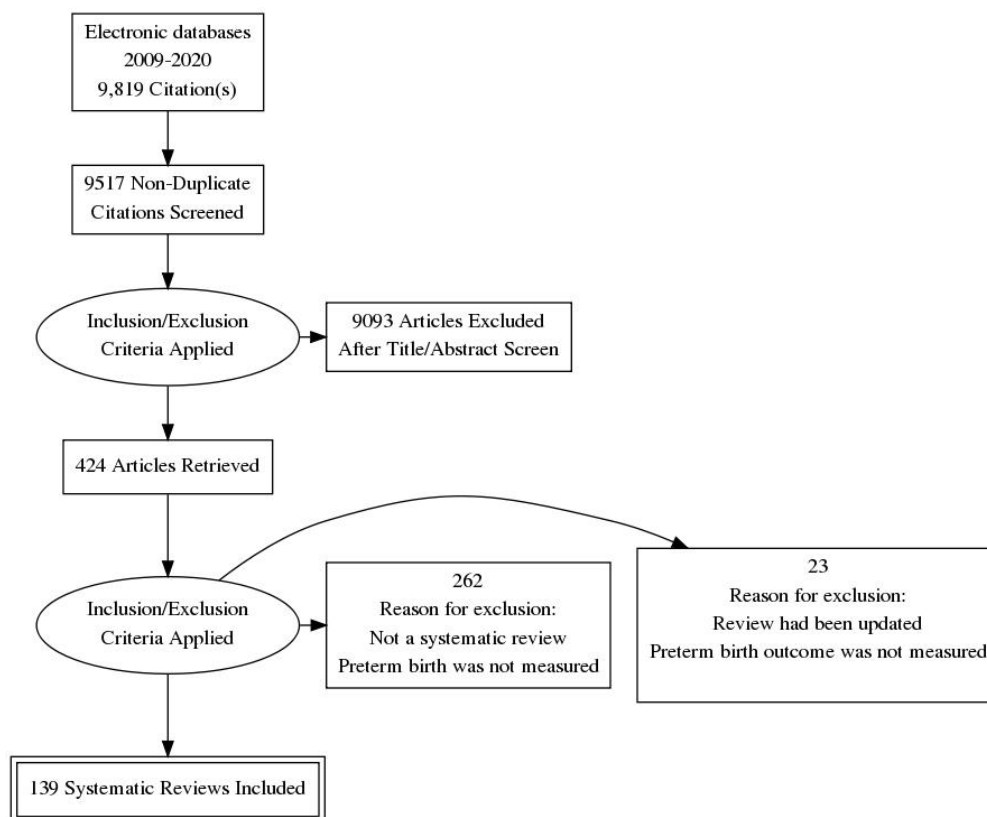 Electronic databases
2009-2020
9,819 Citation(s)
9517 Non-Duplicate
Citations Screened
Inclusion/Exclusion
Criteria Applied
9093 Articles Excluded
After Title/Abstract Screen
424 Articles Retrieved
Inclusion/Exclusion
Criteria Applied
262
Reason for exclusion:
Not a systematic review
Preterm birth was not measured
23
Reason for exclusion:
Review had been updated
Preterm birth outcome was not measured
139 Systematic Reviews Included